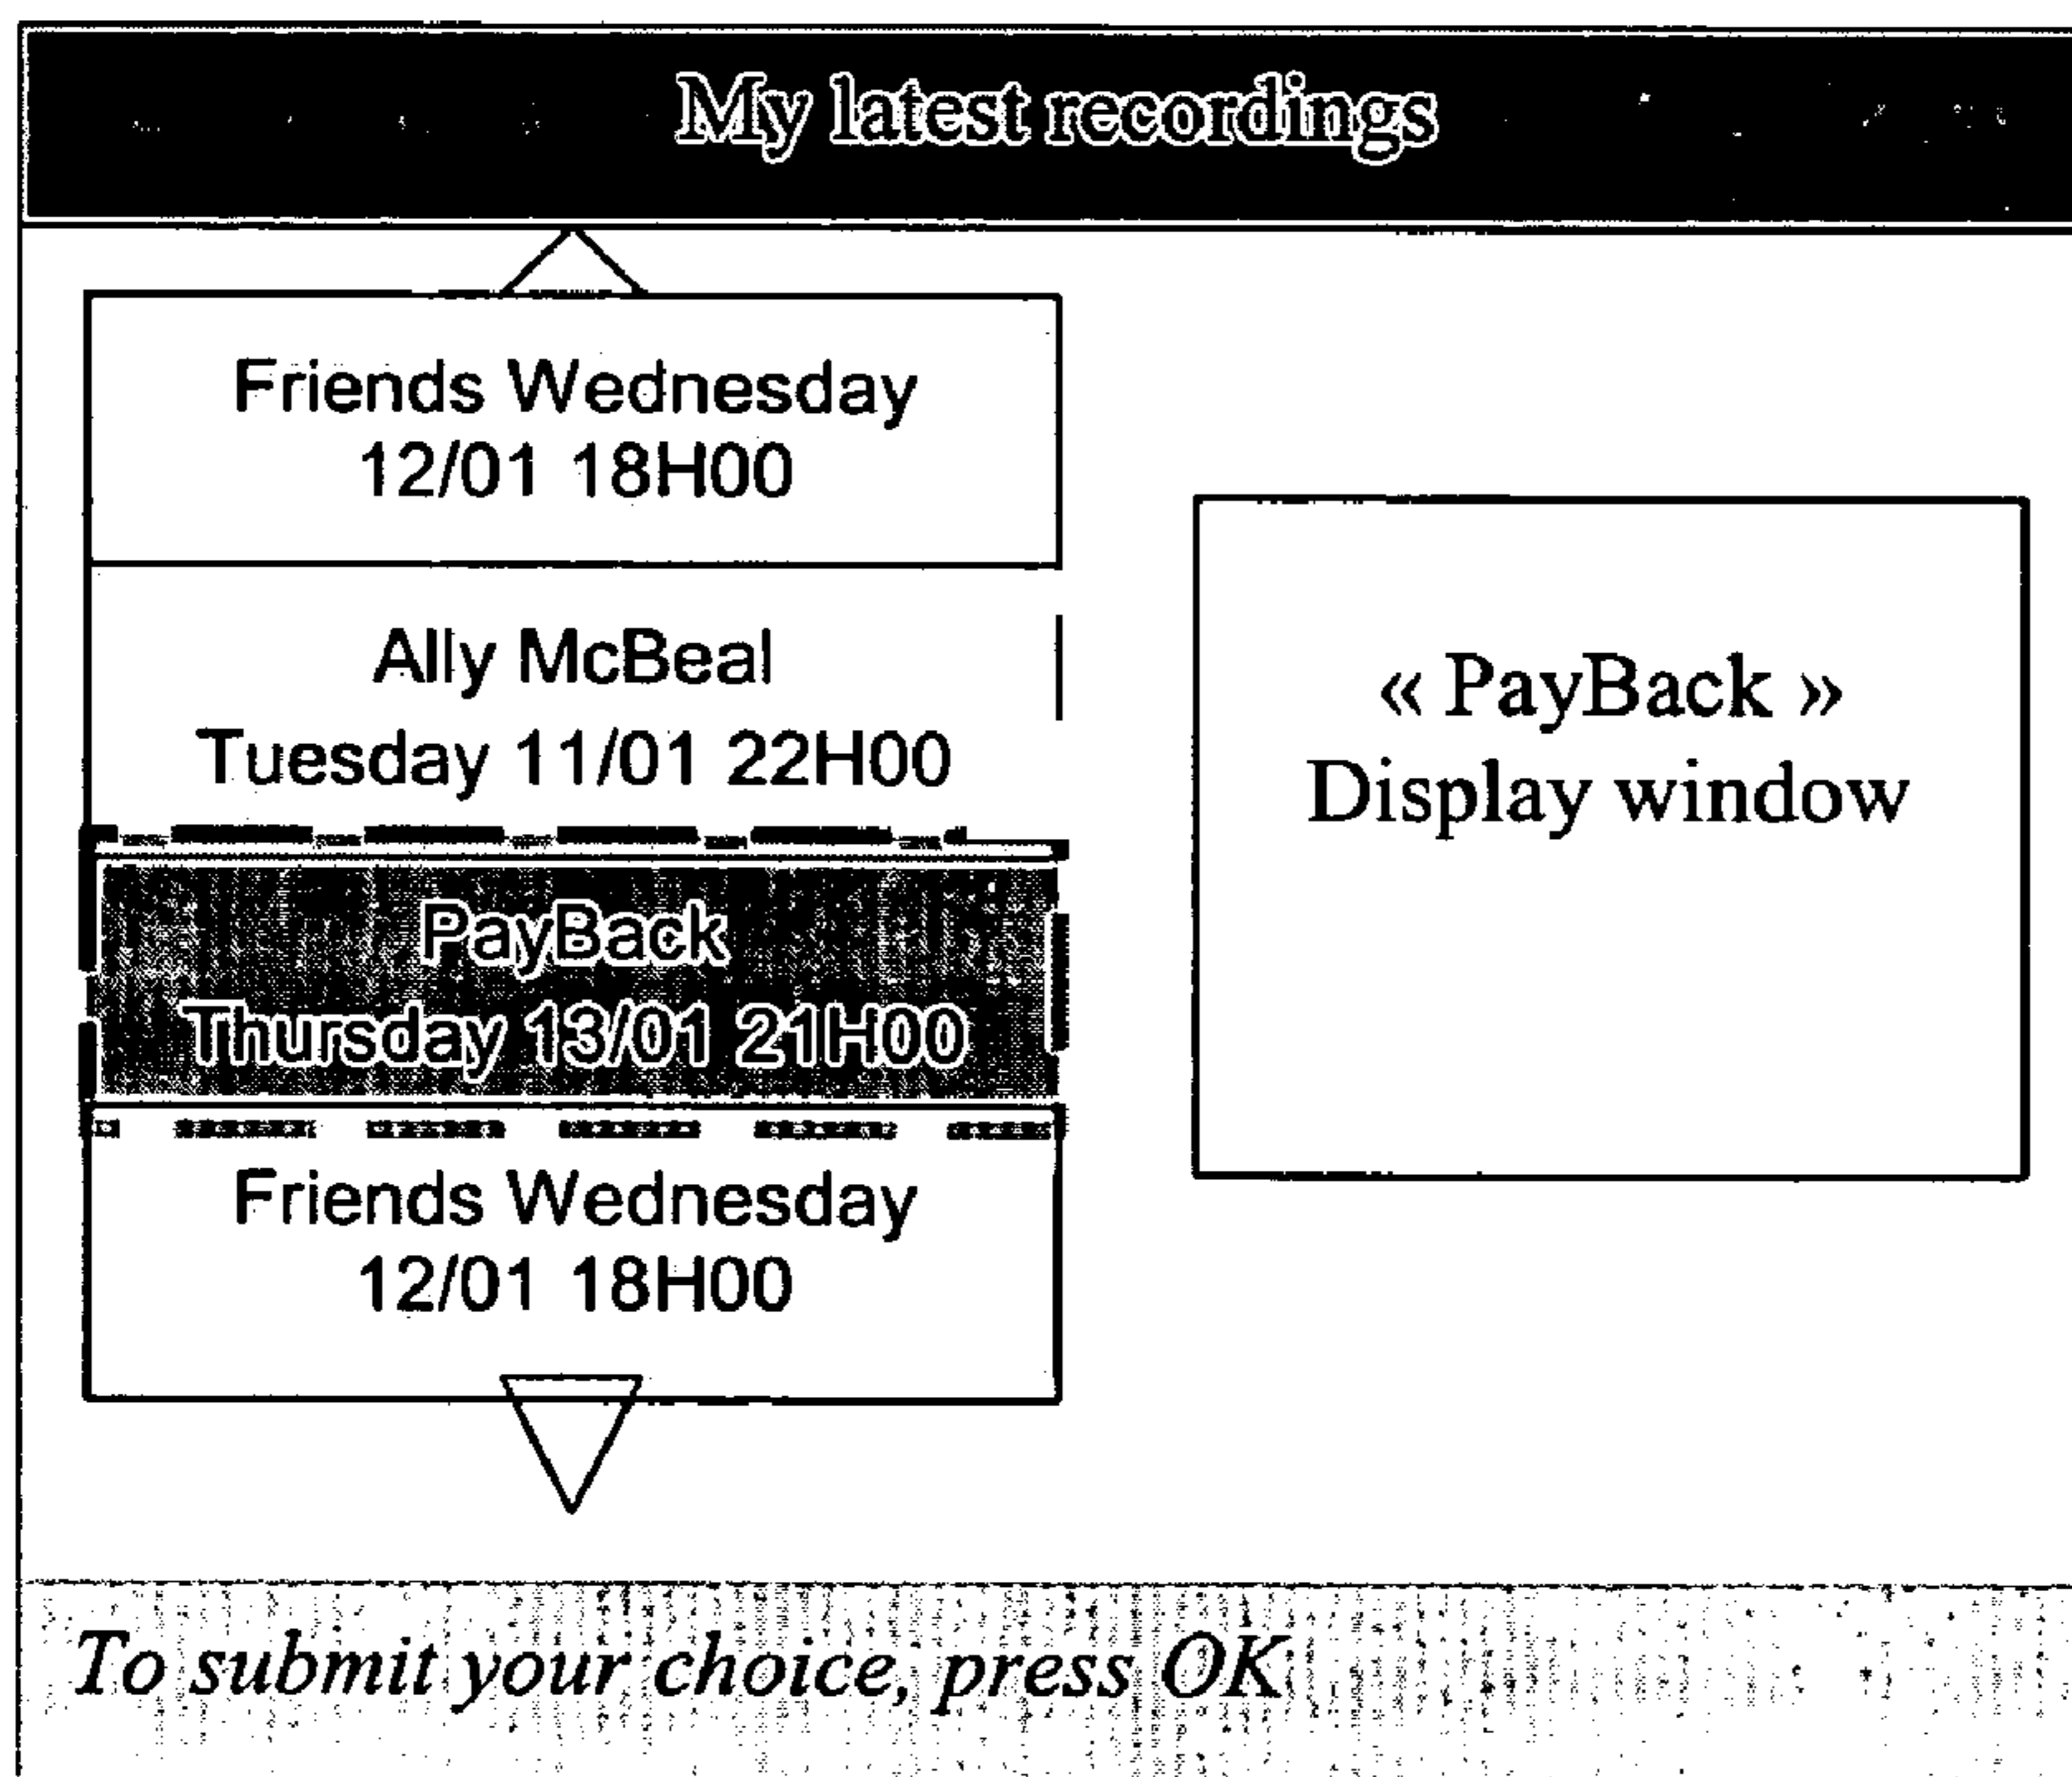 My latest recordings
Friends Wednesday
12/01 18H00
Ally McBeal
Tuesday 11/01 22H00
PayBack
Thursday 13/01 21H00
Friends Wednesday
12/01 18H00
« PayBack »
Display window
To submit your choice, press OK